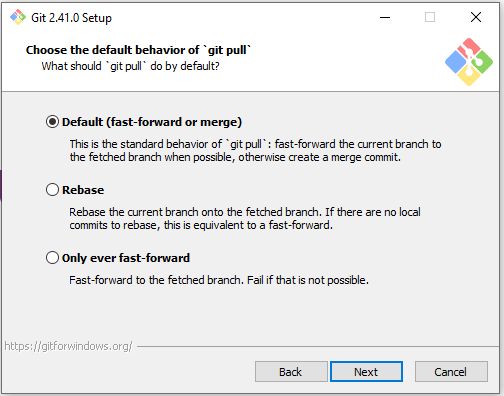 Git 2.41.0 Setup
Choose the default behavior of `git pull`
What should `git pull` do by default?
Default (fast-forward or merge)
This is the standard behavior of `git pull`: fast-forward the current branch to
the fetched branch when possible, otherwise create a merge commit.
Rebase
Rebase the current branch onto the fetched branch. If there are no local
commits to rebase, this is equivalent to a fast-forward.
Only ever fast-forward
Fast-forward to the fetched branch. Fail if that is not possible.
https://gitforwindows.org/
Back
Next
Cancel